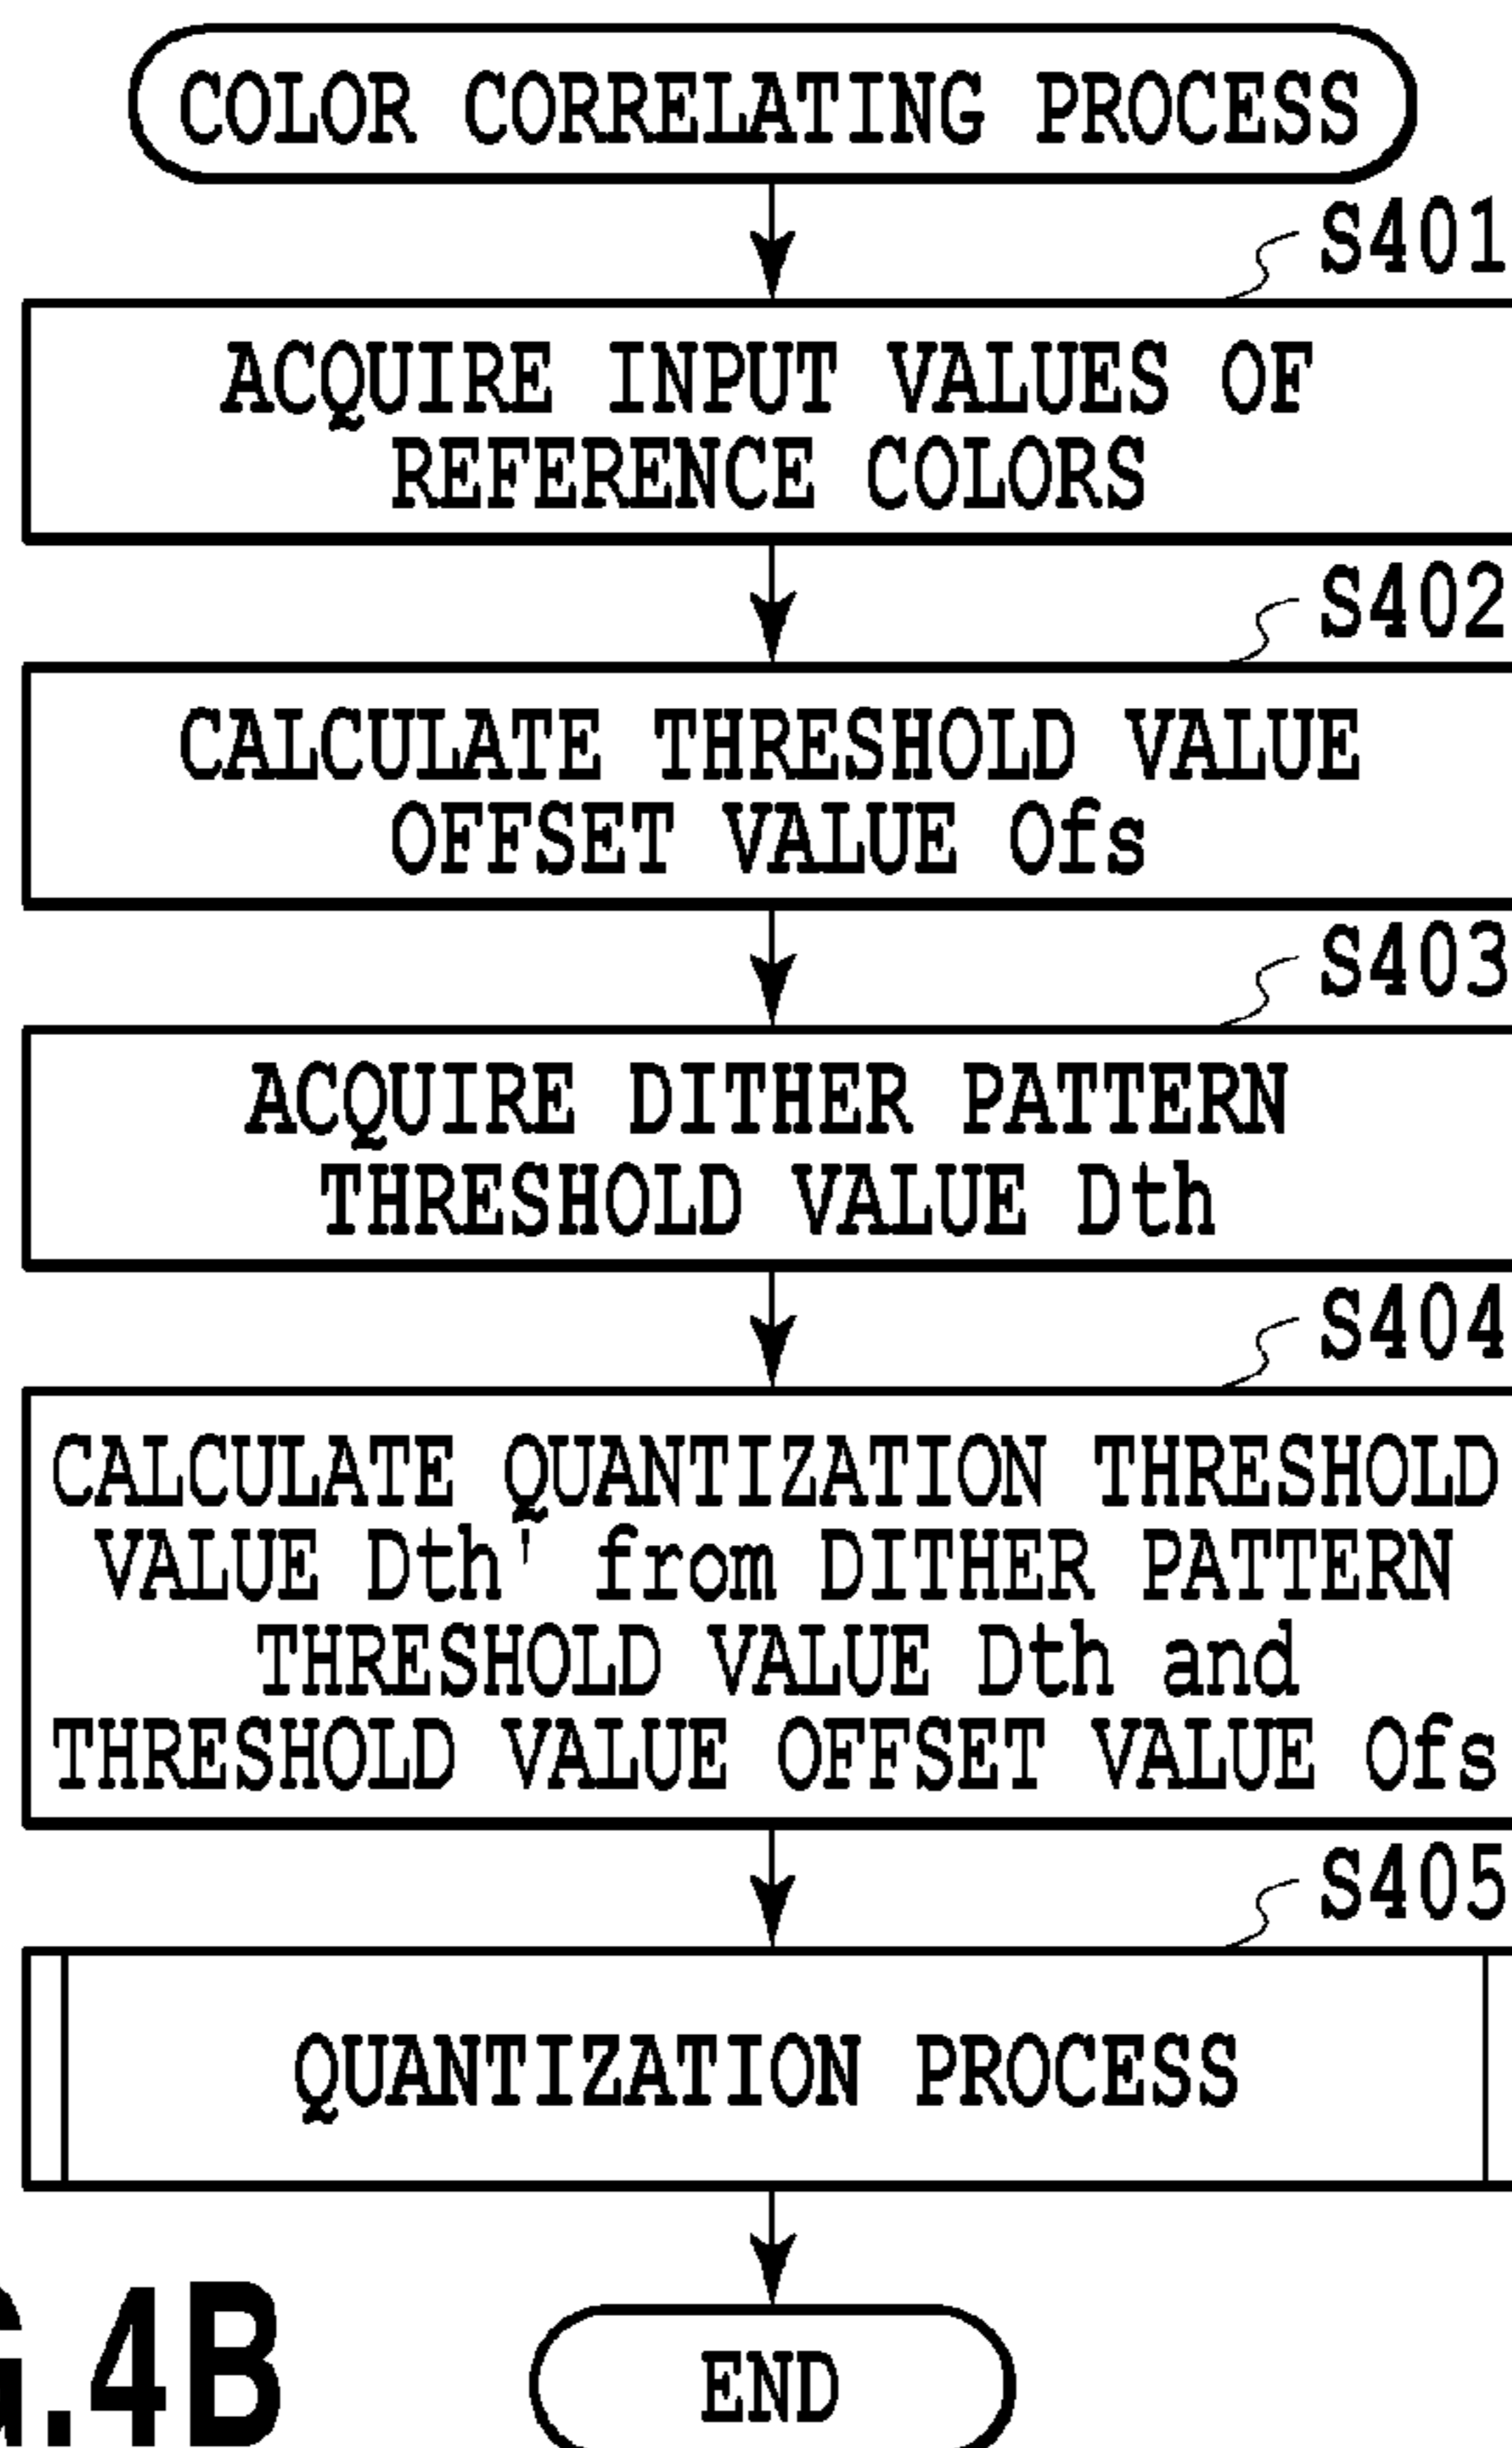 COLOR CORRELATING PROCESS
S401
ACQUIRE INPUT VALUES OF
REFERENCE COLORS
S402
CALCULATE THRESHOLD VALUE
OFFSET VALUE Ofs
S403
ACQUIRE DITHER PATTERN
THRESHOLD VALUE Dth
S404
CALCULATE QUANTIZATION THRESHOLD
VALUE Dth' from DITHER PATTERN
THRESHOLD VALUE Dth and
THRESHOLD VALUE OFFSET VALUE Ofs
S405
QUANTIZATION PROCESS
END
G.4B